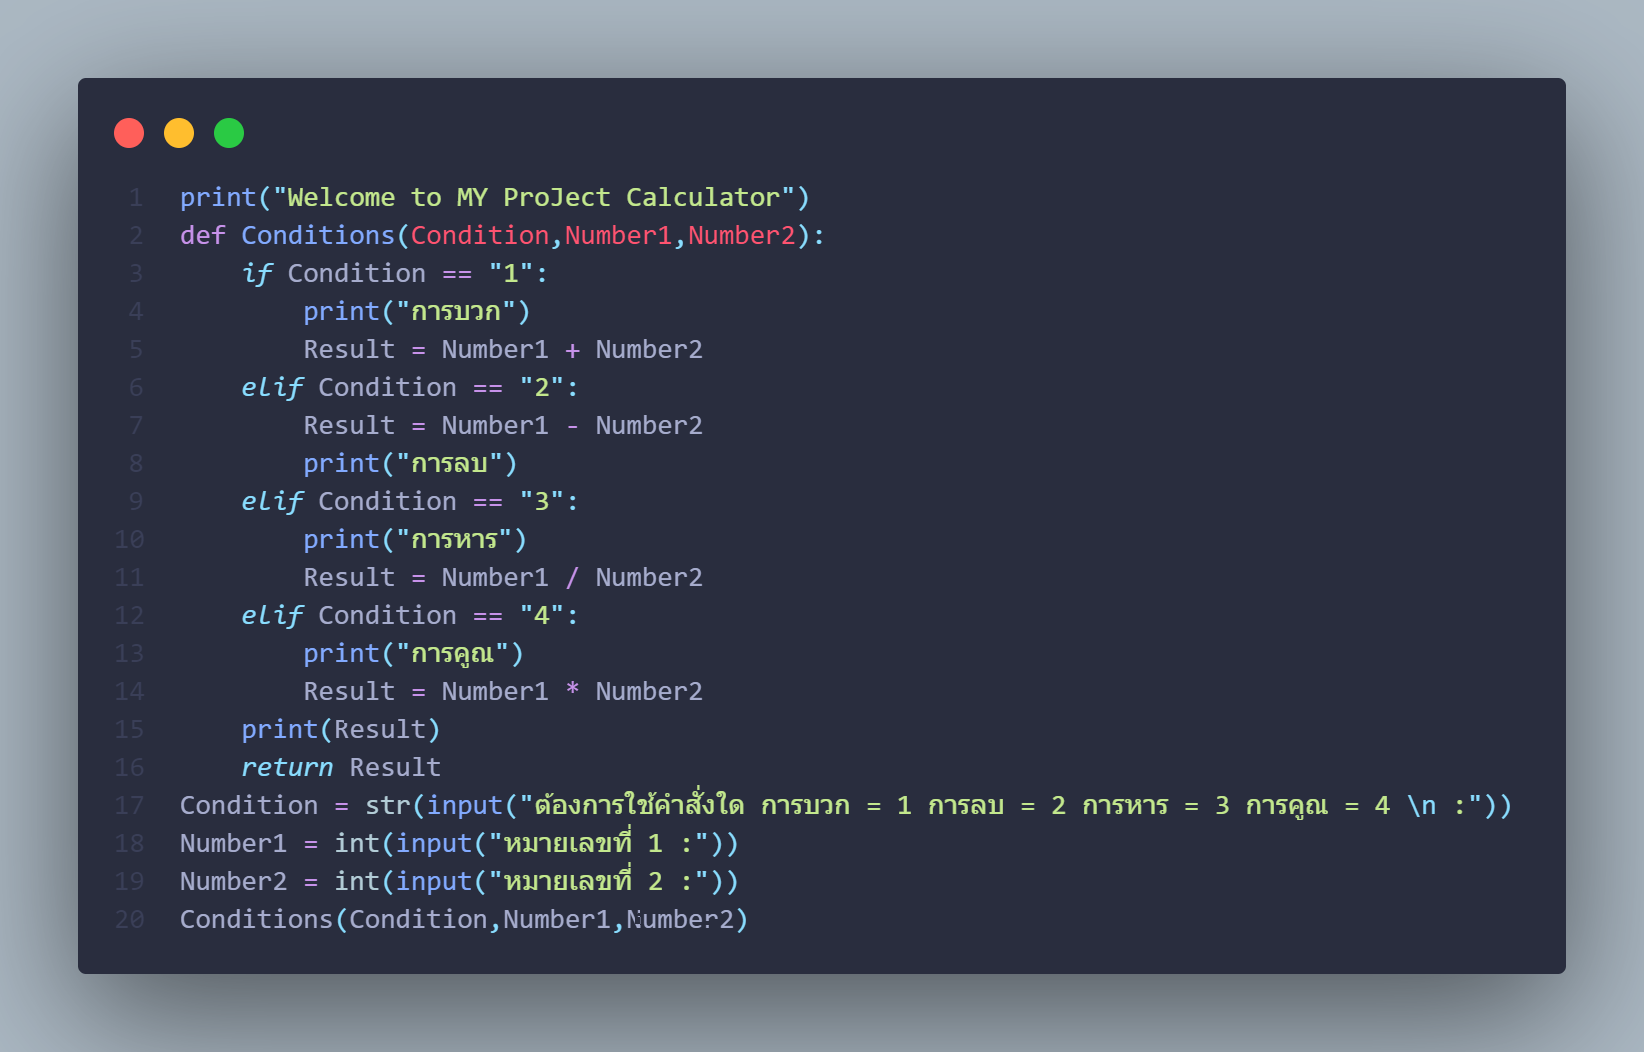 1 print("Welcome to MY ProJect Calculator")
2 def Conditions(Condition,Number1,Number2):
3     if Condition == "1":
4         print("การบวก")
5         Result = Number1 + Number2
6     elif Condition == "2":
7         Result = Number1 - Number2
8         print("การลบ")
9     elif Condition == "3":
10         print("การหาร")
11         Result = Number1 / Number2
12     elif Condition == "4":
13         print("การคูณ")
14         Result = Number1 * Number2
15     print(Result)
16     return Result
17 Condition = str(input("ต้องการใช้คำสั่งใด การบวก = 1 การลบ = 2 การหาร = 3 การคูณ = 4 \n :"))
18 Number1 = int(input("หมายเลขที่ 1 :"))
19 Number2 = int(input("หมายเลขที่ 2 :"))
20 Conditions(Condition,Number1,Number2)